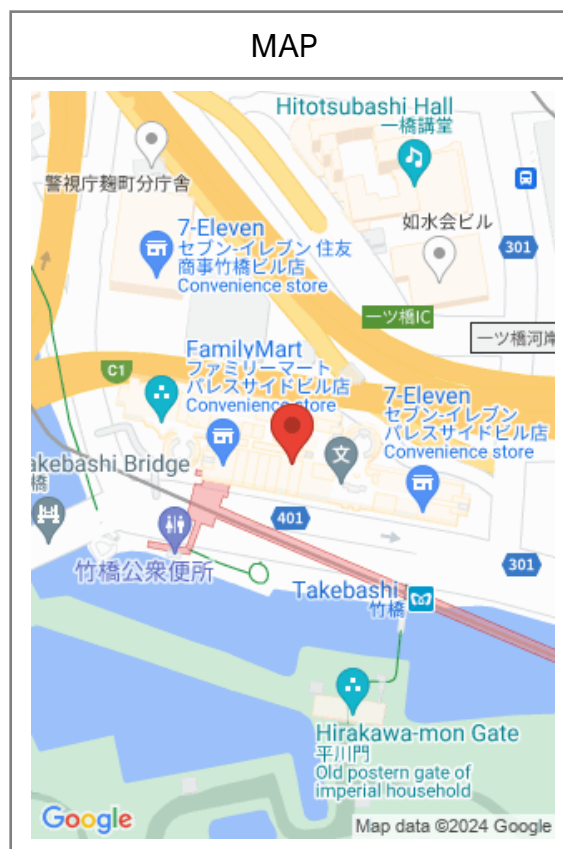 MAP
Hitotsubashi Hall
一橋講堂
警視庁麹町分庁舎
7-Eleven
セブン-イレブン 住友
商事竹橋ビル店
Convenience store
如水会ビル
301
一ツ橋IC
一ツ橋河岸
C1
FamilyMart
ファミリーマート
パレスサイドビル店
Convenience store
7-Eleven
セブン-イレブン
パレスサイドビル店
Convenience store
文
akebashi Bridge
橋
401
竹橋公衆便所
301
Takebashi
竹橋
Hirakawa-mon Gate
平川門
Old postern gate of
imperial household
Google
Map data ©2024 Google